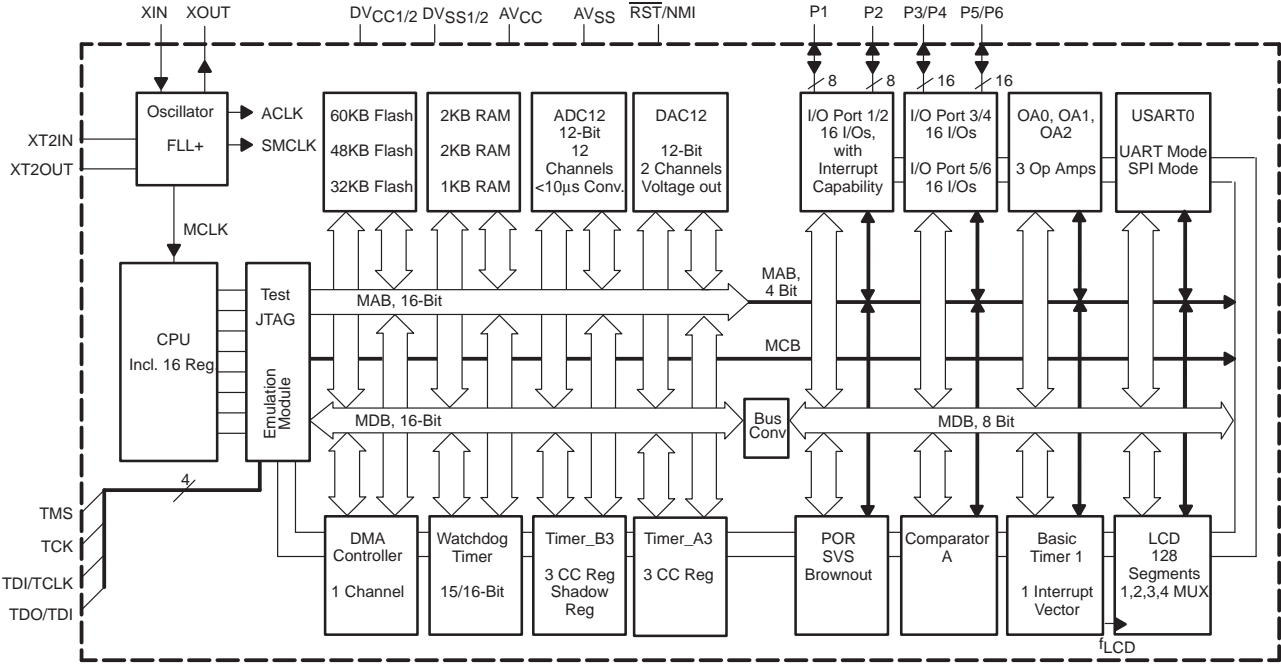 XIN
XOUT
DVCC1/2
DVSS1/2
AVCC
AVSS
RST/NMI
P1
P2
P3/P4
P5/P6
8
8
16
16
XT2IN
XT2OUT
Oscillator
FLL+
ACLK
SMCLK
MCLK
60KB Flash
48KB Flash
32KB Flash
2KB RAM
2KB RAM
1KB RAM
ADC12
12-Bit
12
Channels
<10μs Conv.
DAC12
12-Bit
2 Channels
Voltage out
I/O Port 1/2
16 I/Os,
with
Interrupt
Capability
I/O Port 3/4
16 I/Os
I/O Port 5/6
16 I/Os
OA0, OA1,
OA2
3 Op Amps
USART0
UART Mode
SPI Mode
CPU
Incl. 16 Reg.
Test
JTAG
Emulation
Module
MAB, 16-Bit
MAB,
4 Bit
MCB
MDB, 16-Bit
Bus
Conv
MDB, 8 Bit
4
TMS
TCK
TDI/TCLK
TDO/TDI
DMA
Controller
1 Channel
Watchdog
Timer
15/16-Bit
Timer_B3
3 CC Reg
Shadow
Reg
Timer_A3
3 CC Reg
POR
SVS
Brownout
Comparator
A
Basic
Timer 1
1 Interrupt
Vector
LCD
128
Segments
1,2,3,4 MUX
fLCD